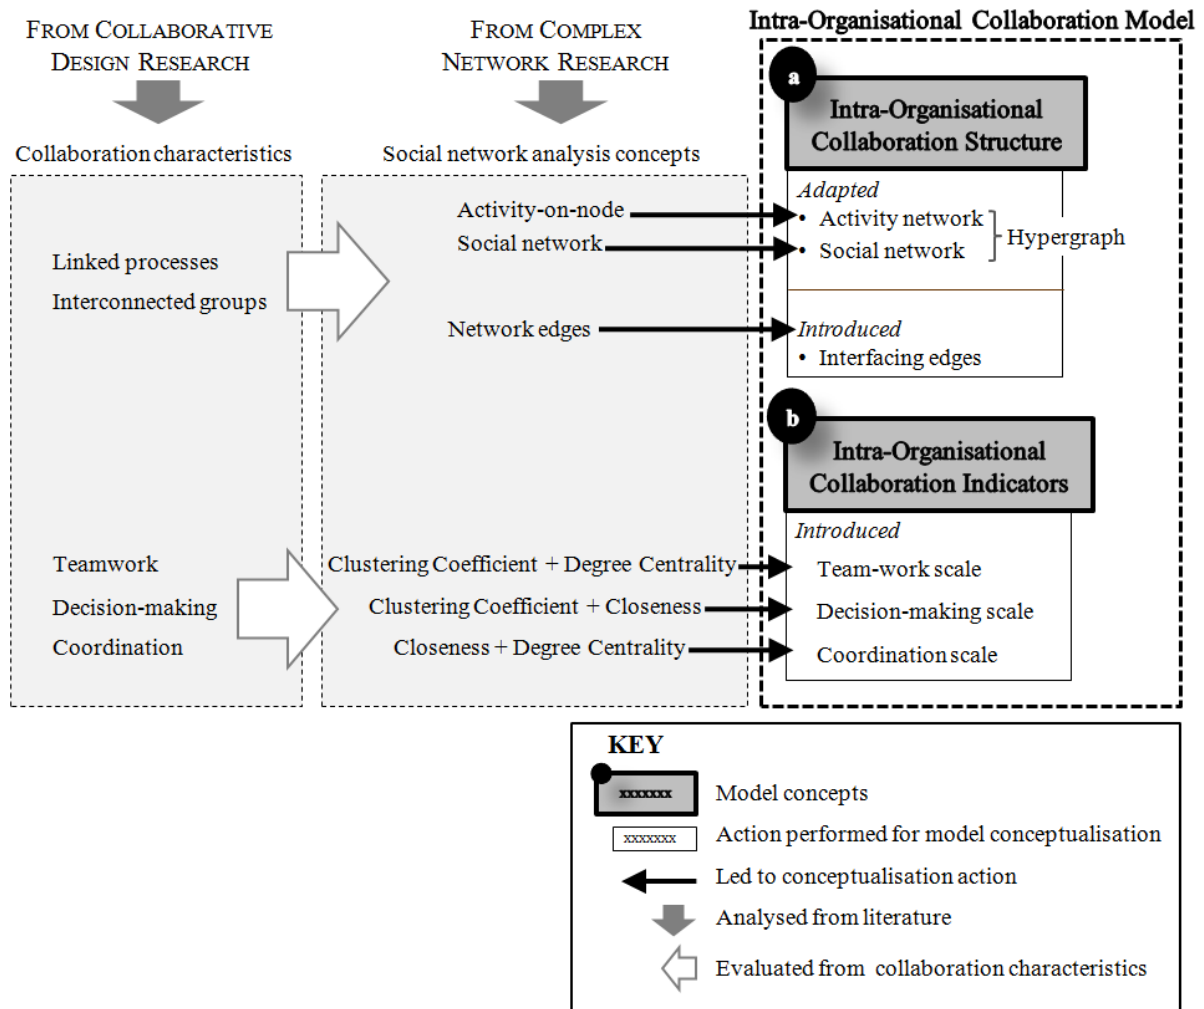 FROM COLLABORATIVE
DESIGN RESEARCH
Collaboration characteristics
Linked processes
Interconnected groups
Teamwork
Decision-making
Coordination
FROM COMPLEX
NETWORK RESEARCH
Social network analysis concepts
Activity-on-node
Social network
Network edges
Clustering Coefficient + Degree Centrality
Clustering Coefficient + Closeness
Closeness + Degree Centrality
Intra-Organisational Collaboration Model
a
Intra-Organisational
Collaboration Structure
Adapted
• Activity network
• Social network
Hypergraph
Introduced
• Interfacing edges
b
Intra-Organisational
Collaboration Indicators
Introduced
Team-work scale
Decision-making scale
Coordination scale
KEY
xxxxxxx
Model concepts
xxxxxxx
Action performed for model conceptualisation
Led to conceptualisation action
Analysed from literature
Evaluated from collaboration characteristics